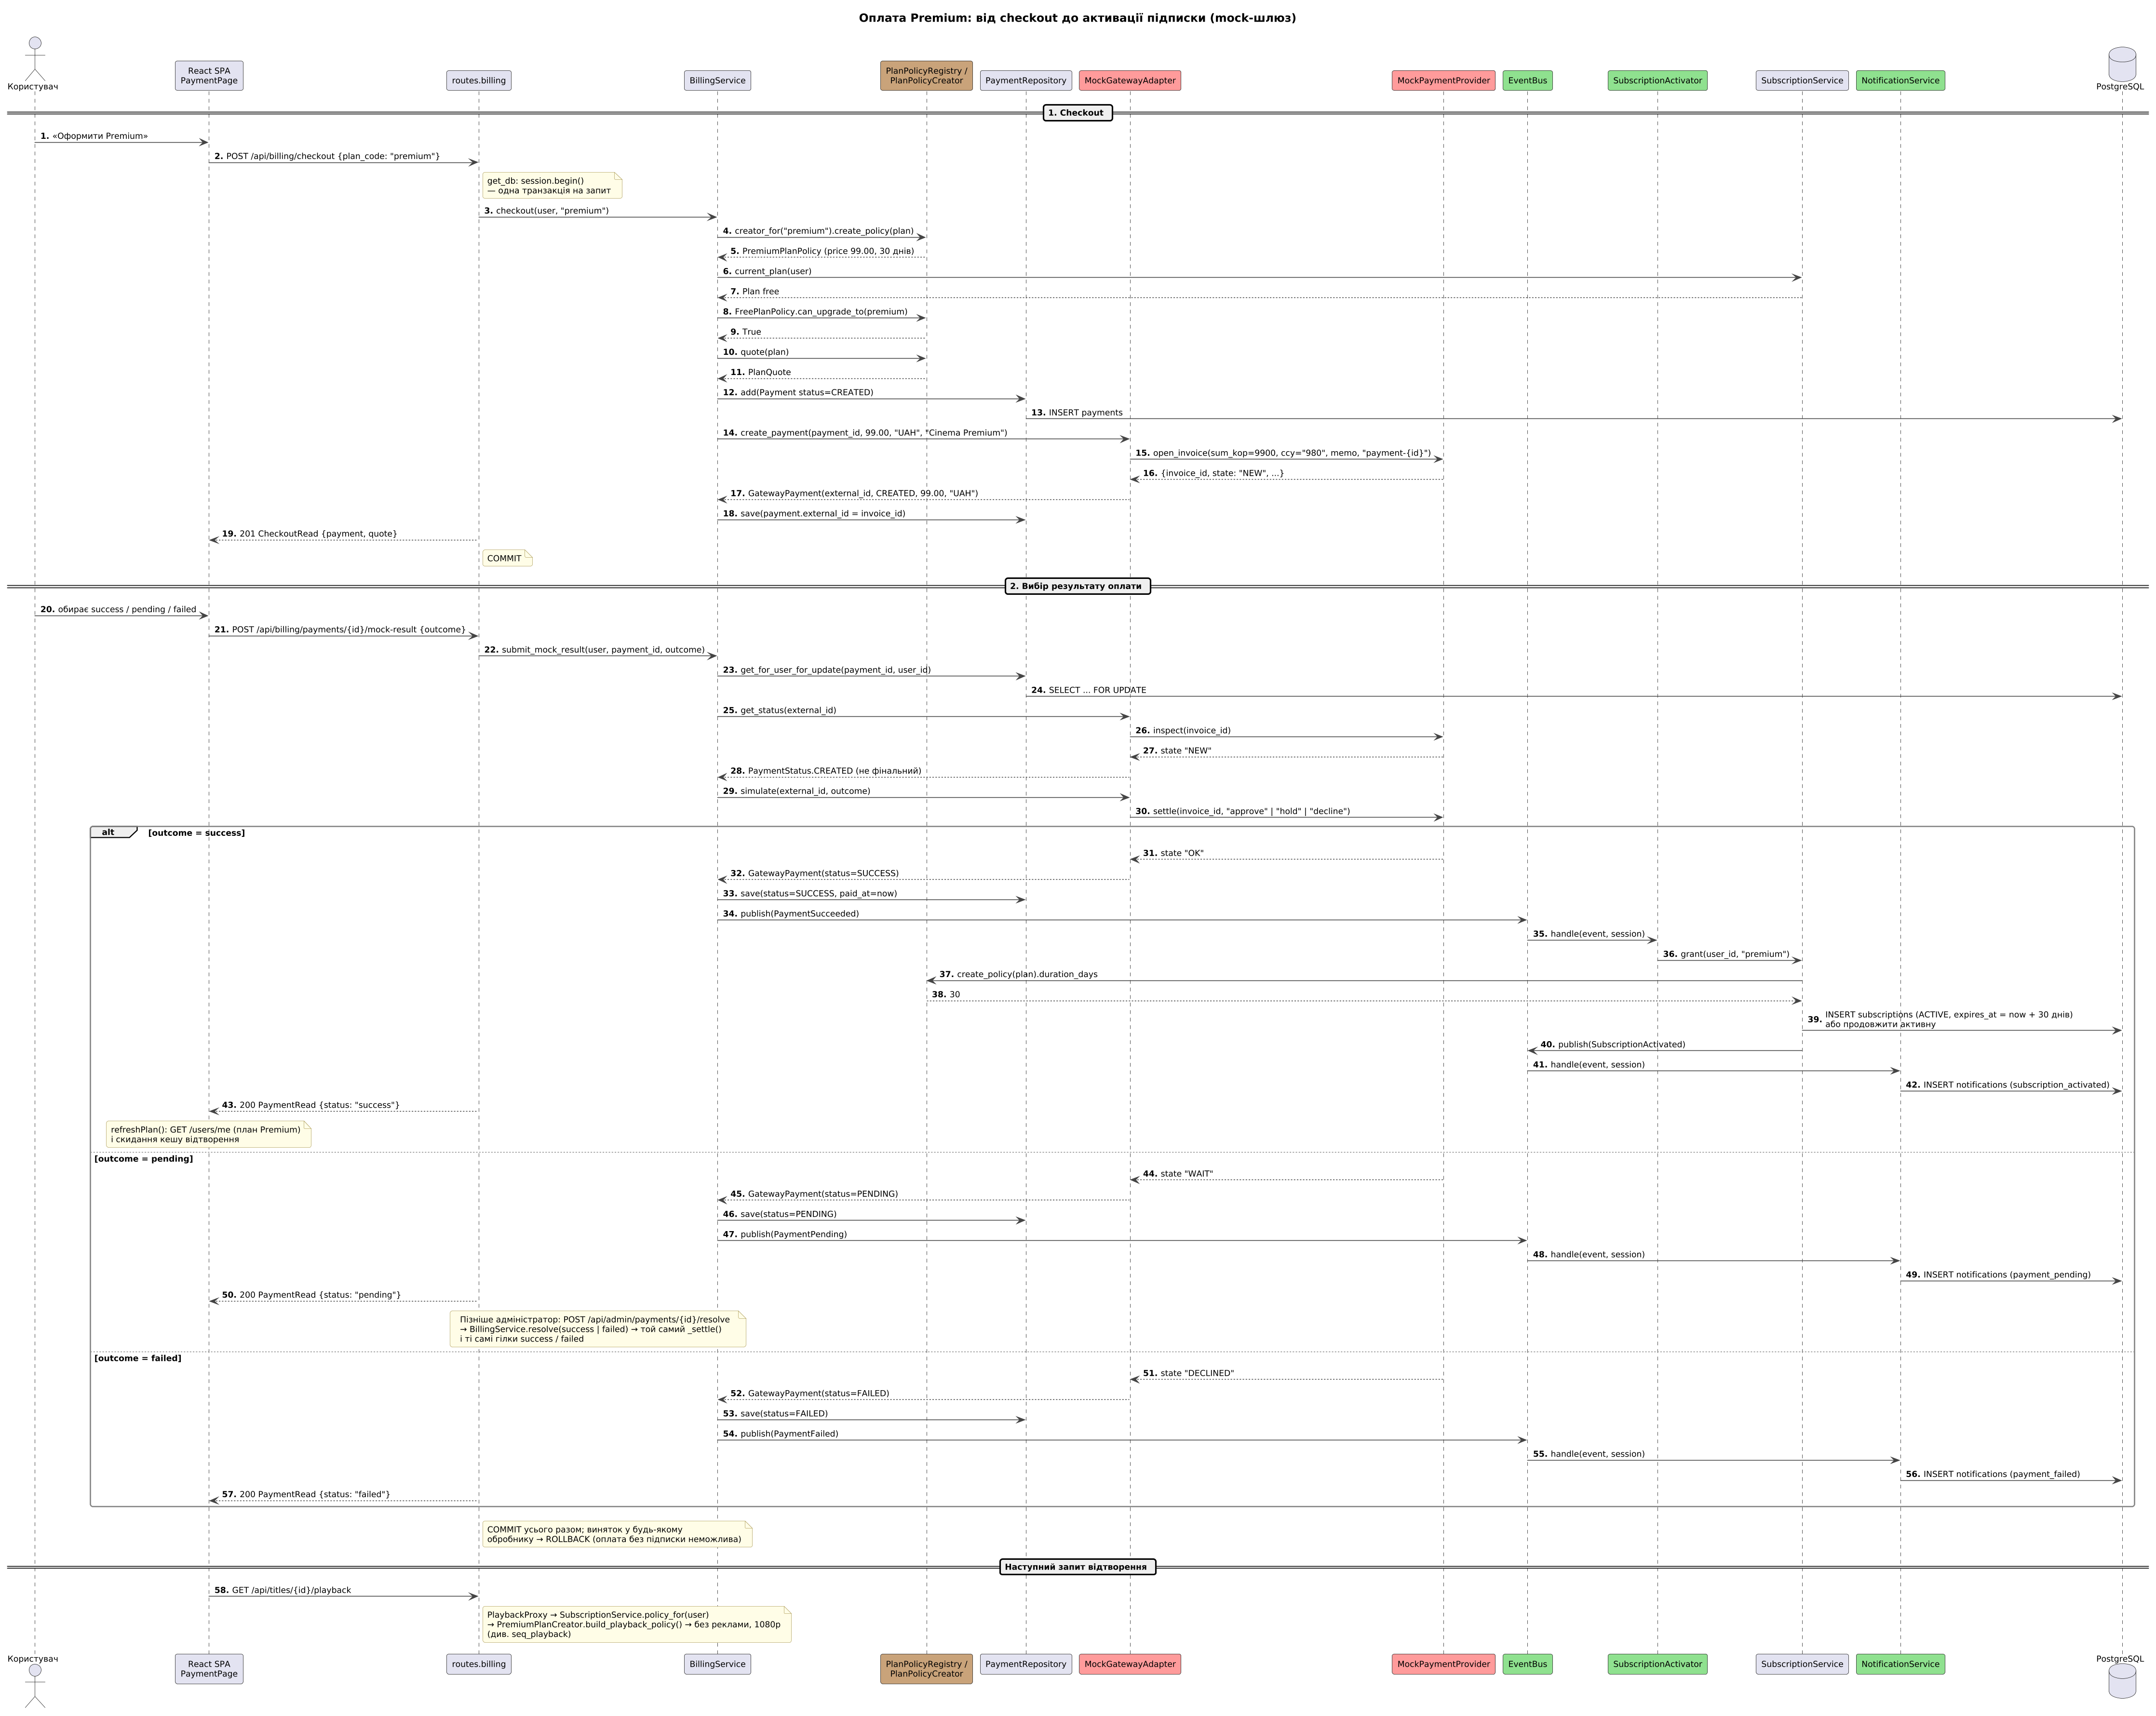 Оплата Premium: від checkout до активації підписки (mock-шлюз)
Користувач
React SPA
PaymentPage
routes.billing
BillingService
PlanPolicyRegistry /
PlanPolicyCreator
PaymentRepository
MockGatewayAdapter
MockPaymentProvider
EventBus
SubscriptionActivator
SubscriptionService
NotificationService
PostgreSQL
1. Checkout
1. «Оформити Premium»
2. POST /api/billing/checkout {plan_code: "premium"}
get_db: session.begin()
— одна транзакція на запит
3. checkout(user, "premium")
4. creator_for("premium").create_policy(plan)
5. PremiumPlanPolicy (price 99.00, 30 днів)
6. current_plan(user)
7. Plan free
8. FreePlanPolicy.can_upgrade_to(premium)
9. True
10. quote(plan)
11. PlanQuote
12. add(Payment status=CREATED)
13. INSERT payments
14. create_payment(payment_id, 99.00, "UAH", "Cinema Premium")
15. open_invoice(sum_kop=9900, ccy="980", memo, "payment-{id}")
16. {invoice_id, state: "NEW", ...}
17. GatewayPayment(external_id, CREATED, 99.00, "UAH")
18. save(payment.external_id = invoice_id)
19. 201 CheckoutRead {payment, quote}
COMMIT
2. Вибір результату оплати
20. обирає success / pending / failed
21. POST /api/billing/payments/{id}/mock-result {outcome}
22. submit_mock_result(user, payment_id, outcome)
23. get_for_user_for_update(payment_id, user_id)
24. SELECT ... FOR UPDATE
25. get_status(external_id)
26. inspect(invoice_id)
27. state "NEW"
28. PaymentStatus.CREATED (не фінальний)
29. simulate(external_id, outcome)
30. settle(invoice_id, "approve" | "hold" | "decline")
alt [outcome = success]
31. state "OK"
32. GatewayPayment(status=SUCCESS)
33. save(status=SUCCESS, paid_at=now)
34. publish(PaymentSucceeded)
35. handle(event, session)
36. grant(user_id, "premium")
37. create_policy(plan).duration_days
38. 30
39. INSERT subscriptions (ACTIVE, expires_at = now + 30 днів)
або продовжити активну
40. publish(SubscriptionActivated)
41. handle(event, session)
42. INSERT notifications (subscription_activated)
43. 200 PaymentRead {status: "success"}
refreshPlan(): GET /users/me (план Premium)
і скидання кешу відтворення
[outcome = pending]
44. state "WAIT"
45. GatewayPayment(status=PENDING)
46. save(status=PENDING)
47. publish(PaymentPending)
48. handle(event, session)
49. INSERT notifications (payment_pending)
50. 200 PaymentRead {status: "pending"}
Пізніше адміністратор: POST /api/admin/payments/{id}/resolve
→ BillingService.resolve(success | failed) → той самий _settle()
і ті самі гілки success / failed
[outcome = failed]
51. state "DECLINED"
52. GatewayPayment(status=FAILED)
53. save(status=FAILED)
54. publish(PaymentFailed)
55. handle(event, session)
56. INSERT notifications (payment_failed)
57. 200 PaymentRead {status: "failed"}
COMMIT усього разом; виняток у будь-якому
обробнику → ROLLBACK (оплата без підписки неможлива)
Наступний запит відтворення
58. GET /api/titles/{id}/playback
PlaybackProxy → SubscriptionService.policy_for(user)
→ PremiumPlanCreator.build_playback_policy() → без реклами, 1080p
(див. seq_playback)
Користувач
React SPA
PaymentPage
routes.billing
BillingService
PlanPolicyRegistry /
PlanPolicyCreator
PaymentRepository
MockGatewayAdapter
MockPaymentProvider
EventBus
SubscriptionActivator
SubscriptionService
NotificationService
PostgreSQL